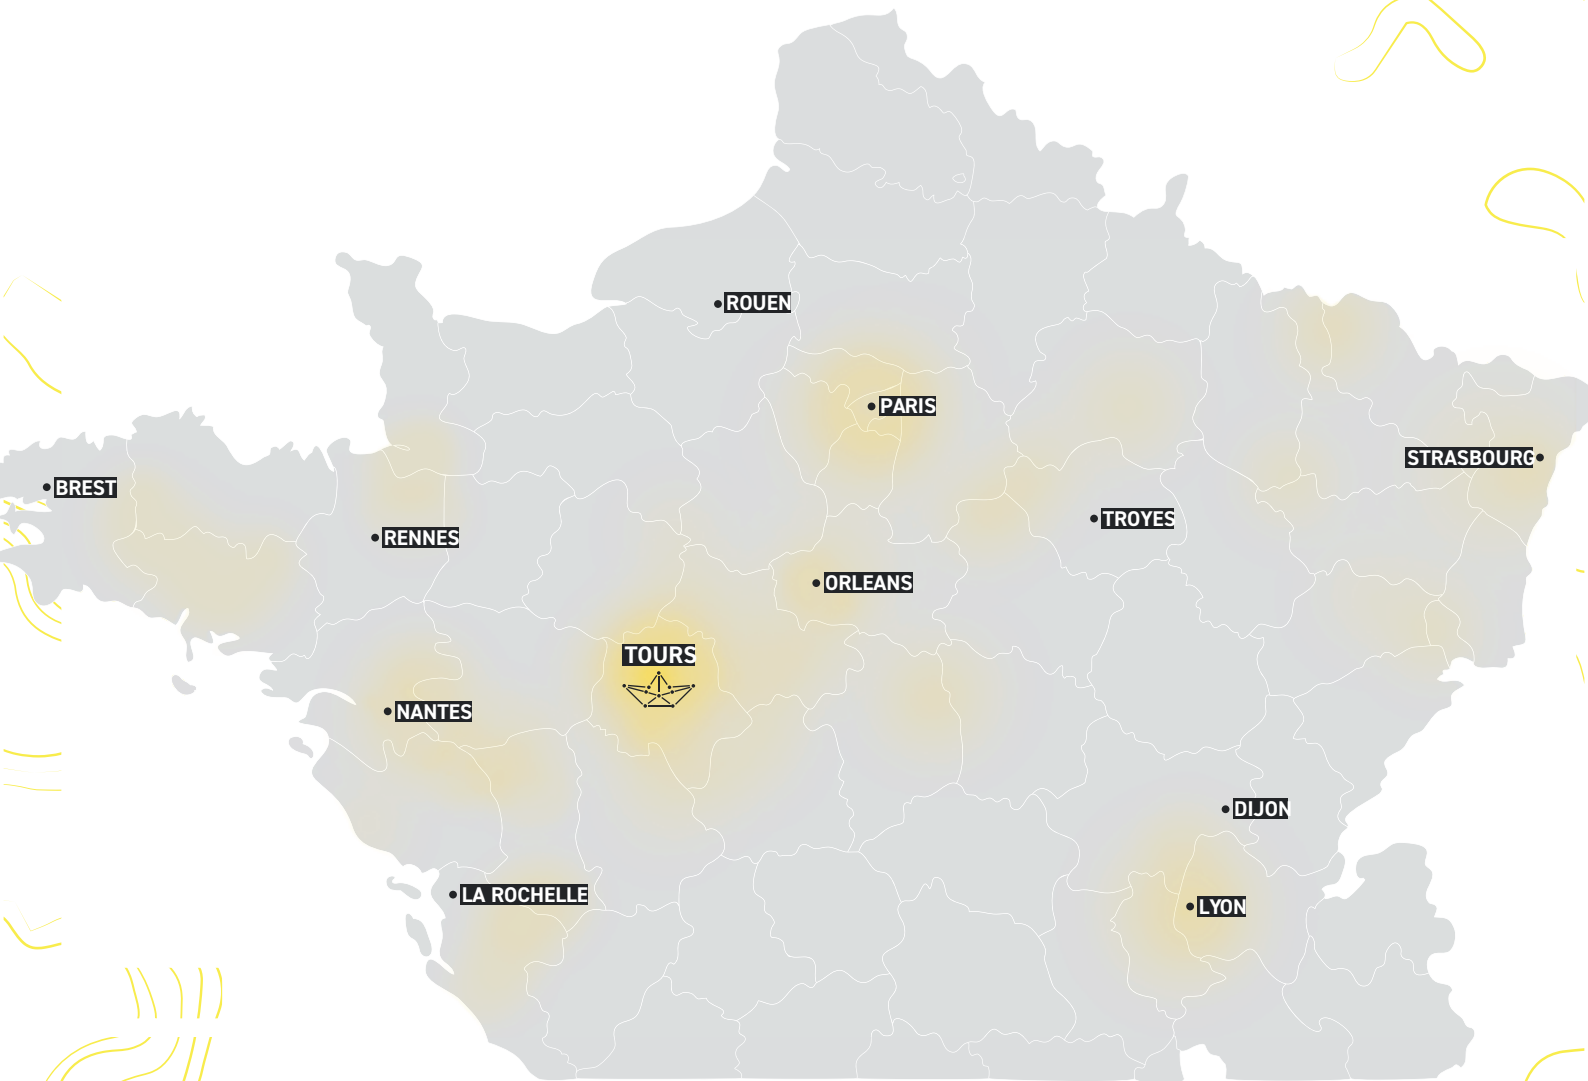 ROUEN
PARIS
STRASBOURG
BREST
TROYES
RENNES
ORLEANS
TOURS
NANTES
DIJON
LA ROCHELLE
LYON